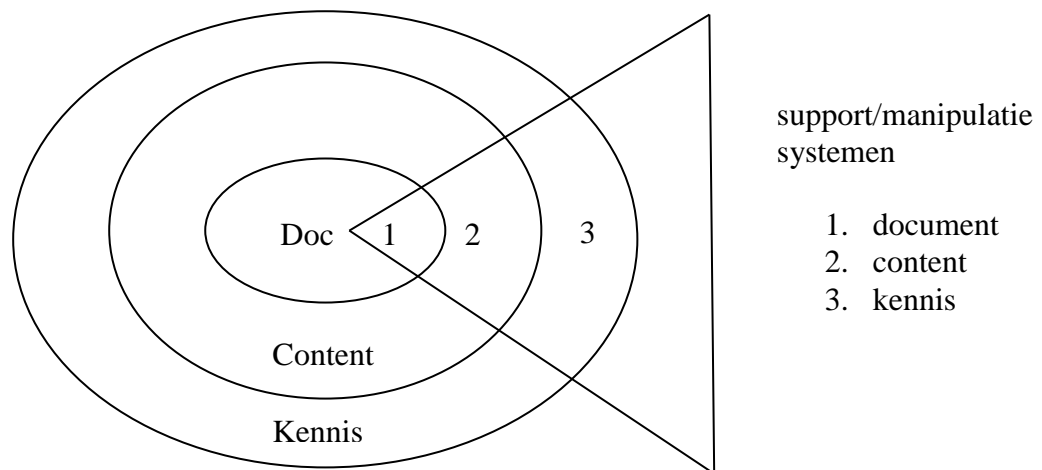 support/manipulatie
systemen
Doc 1 2 3
1. document
2. content
3. kennis
Content
Kennis